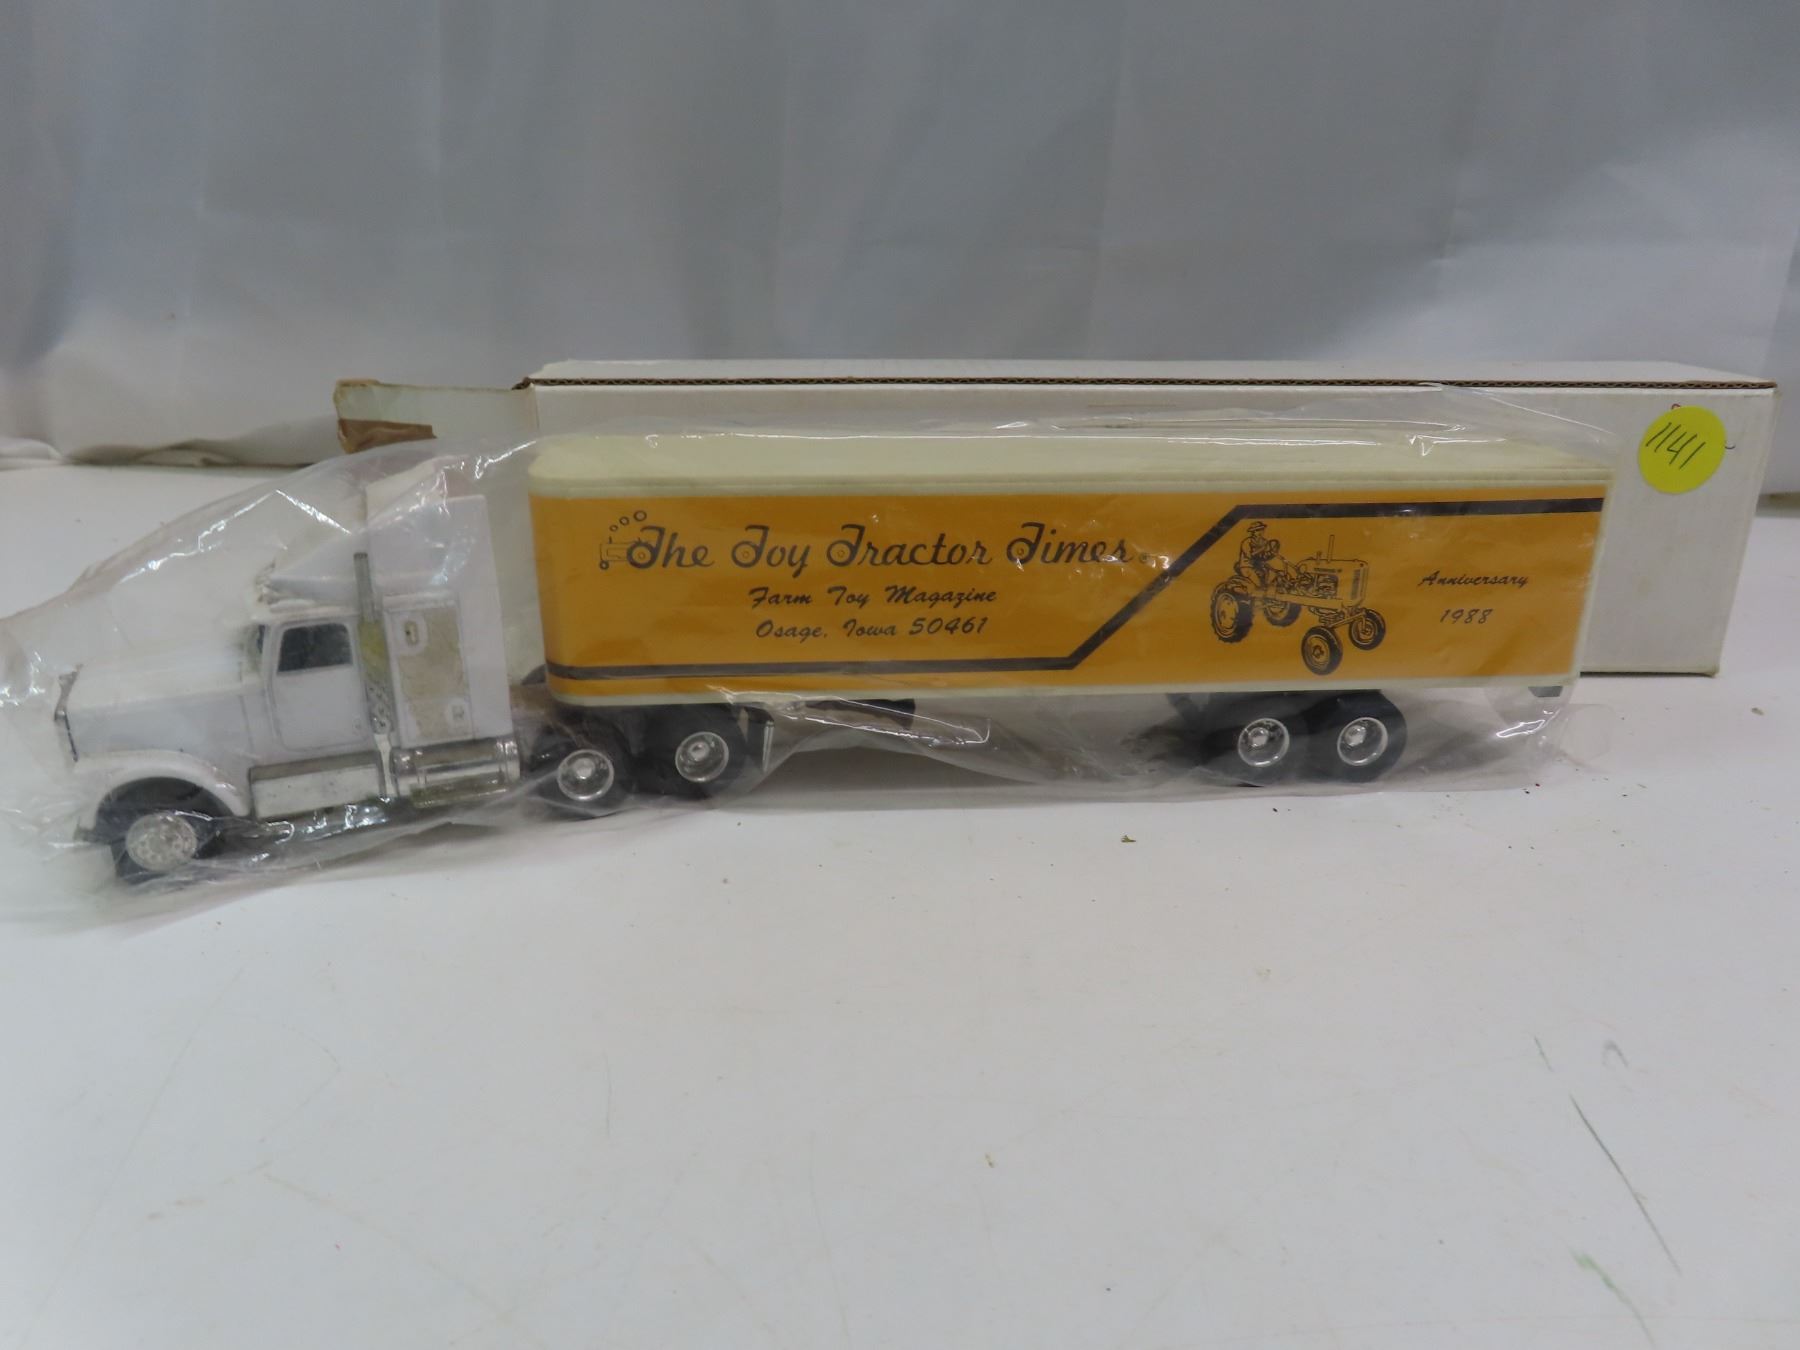 The Toy Tractor Times
Farm Toy Magazine
Osage, Iowa 50461
Anniversary
1988
1141